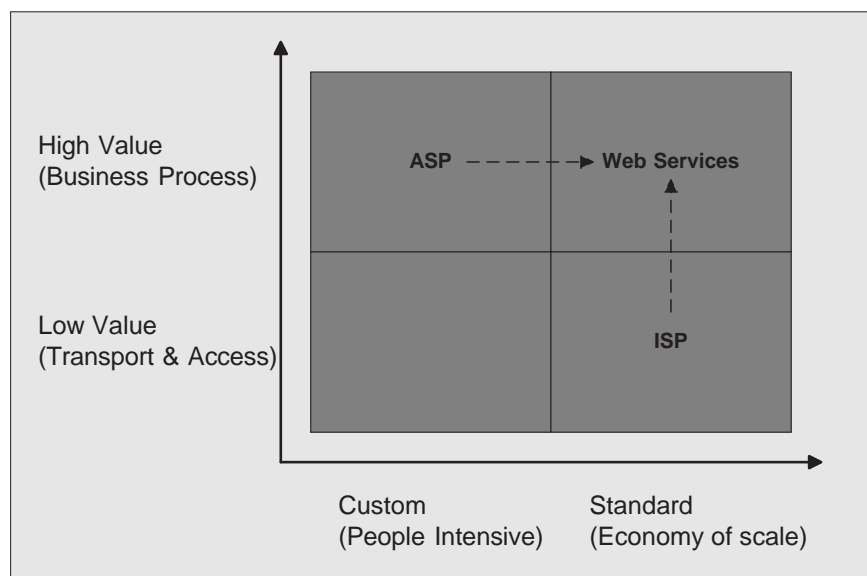 High Value
(Business Process)
ASP
Web Services
Low Value
(Transport & Access)
ISP
Custom
(People Intensive)
Standard
(Economy of scale)